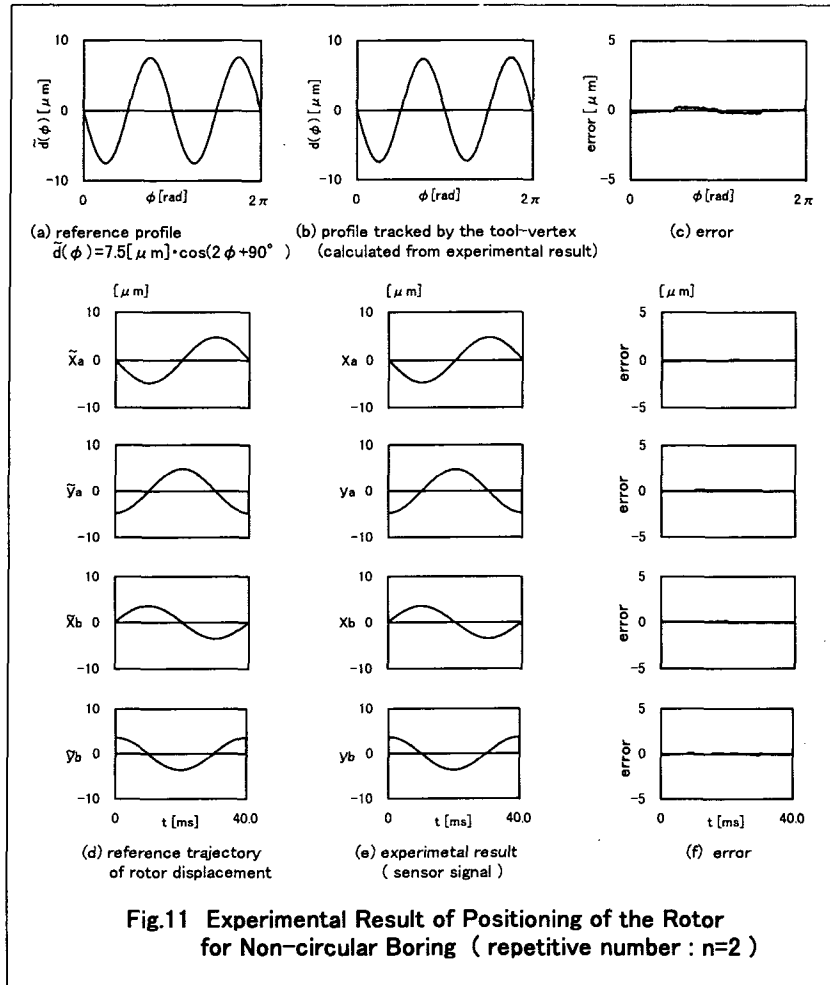 10
0
-10
d̃(φ) [μm]
φ[rad]
2π
10
0
-10
d(φ) [μm]
0
φ[rad]
2π
5
0
-5
error [μm]
0
φ[rad]
2π
(a) reference profile
d̃(φ)=7.5[μm]・cos(2φ+90°)
(b) profile tracked by the tool-vertex
(calculated from experimental result)
(c) error
[μm]
10
x̃a 0
-10
[μm]
10
xa 0
-10
[μm]
5
error 0
-5
10
ỹa 0
-10
10
ya 0
-10
5
error 0
-5
10
x̃b 0
-10
10
xb 0
-10
5
error 0
-5
10
ỹb 0
-10
0
t[ms]
40.0
10
yb 0
-10
0
t[ms]
40.0
5
error 0
-5
0
t[ms]
40.0
(d) reference trajectory
of rotor displacement
(e) experimetal result
( sensor signal )
(f) error
Fig.11 Experimental Result of Positioning of the Rotor
for Non-circular Boring ( repetitive number : n=2 )